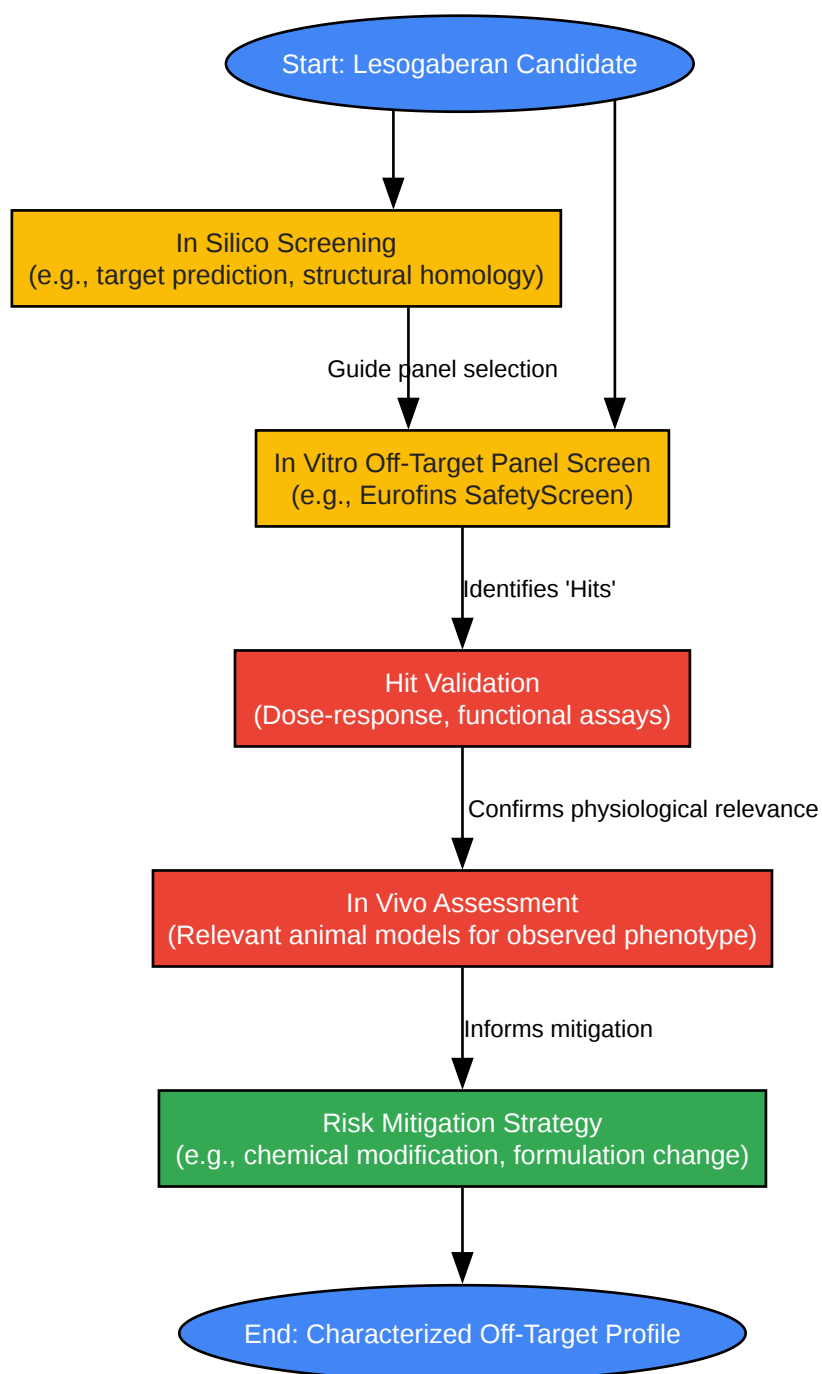 Start: Lesogaberan Candidate
In Silico Screening
(e.g., target prediction, structural homology)
Guide panel selection
In Vitro Off-Target Panel Screen
(e.g., Eurofins SafetyScreen)
Identifies 'Hits'
Hit Validation
(Dose-response, functional assays)
Confirms physiological relevance
In Vivo Assessment
(Relevant animal models for observed phenotype)
Informs mitigation
Risk Mitigation Strategy
(e.g., chemical modification, formulation change)
End: Characterized Off-Target Profile